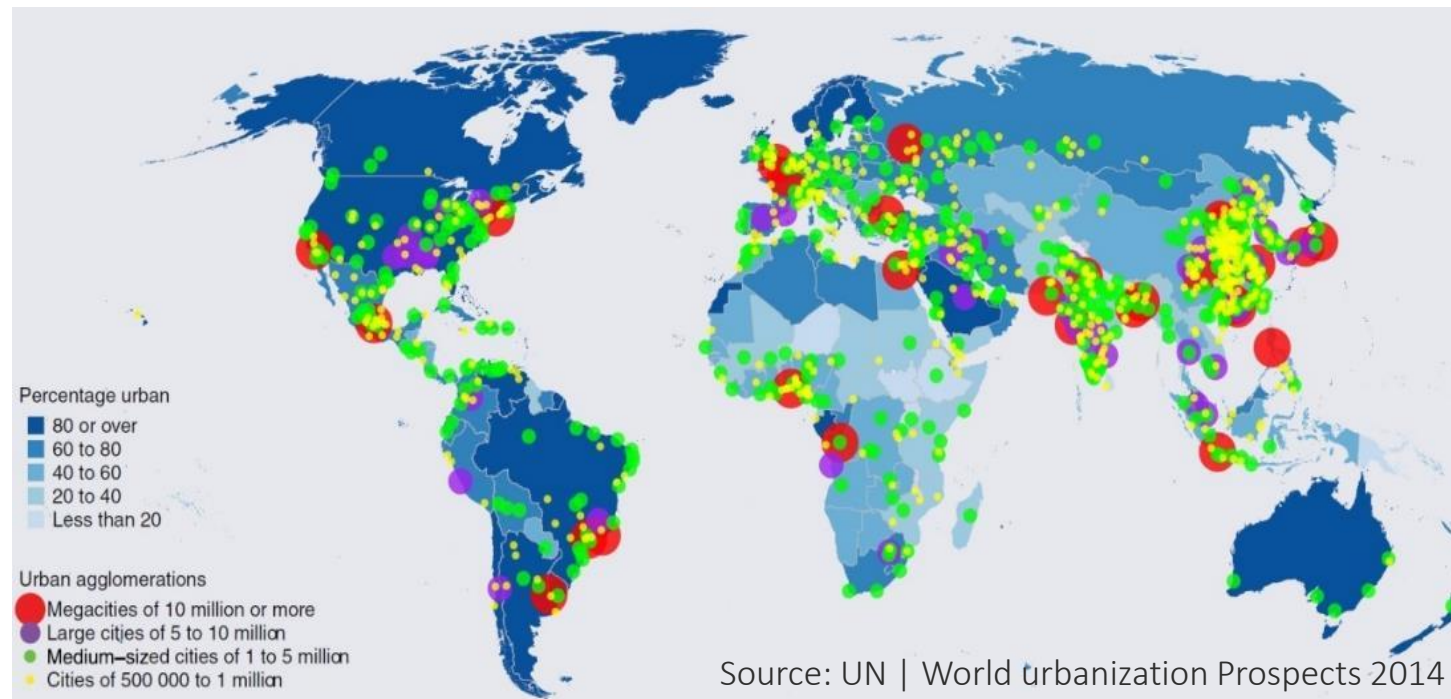 Percentage urban
80 or over
60 to 80
40 to 60
20 to 40
Less than 20
Urban agglomerations
Megacities of 10 million or more
Large cities of 5 to 10 million
Medium–sized cities of 1 to 5 million
Cities of 500 000 to 1 million
Source: UN | World urbanization Prospects 2014